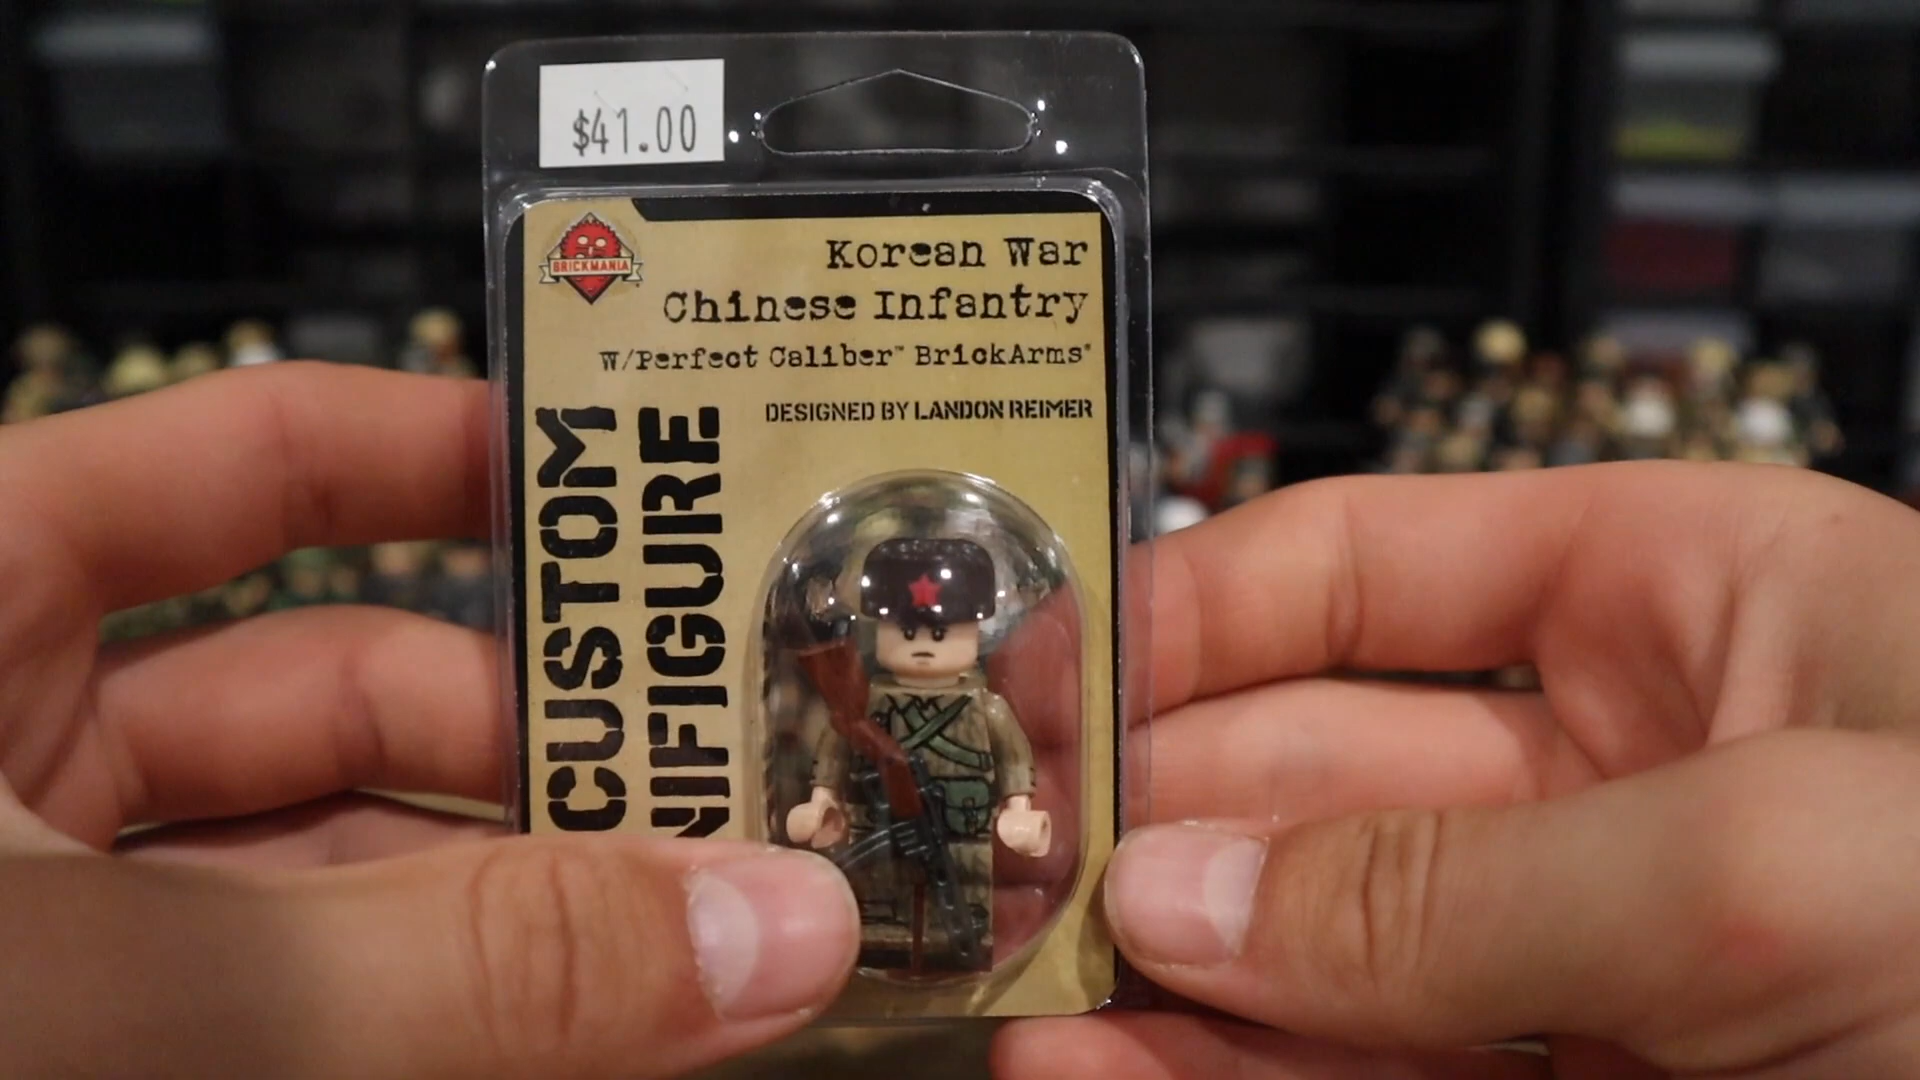 $41.00
BRICKMANIA
Korean War
Chinese Infantry
W/Perfect Caliber™ BrickArms®
DESIGNED BY LANDON REIMER
CUSTOM
NIFIGURE